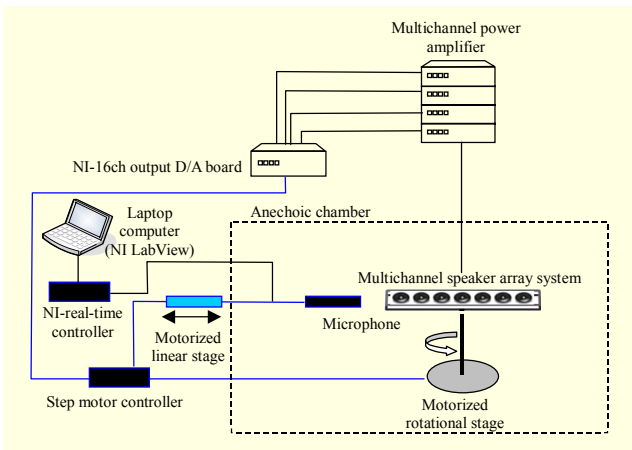 Multichannel power
amplifier
NI-16ch output D/A board
Laptop
computer
(NI LabView)
Anechoic chamber
Multichannel speaker array system
NI-real-time
controller
Microphone
Motorized
linear stage
Step motor controller
Motorized
rotational stage